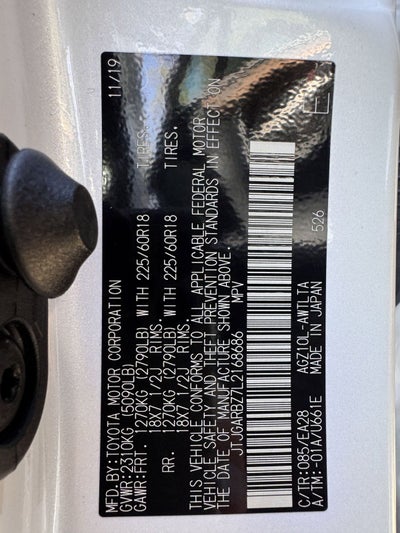 MFD.BY:TOYOTA MOTOR CORPORATION 11/19
GVWR:2310KG (5090LB)
GAWR:FRT. 1270KG (2790LB) WITH 225/60R18 TIRES.
18X7 1/2J RIMS.
RR. 1270KG (2790LB) WITH 225/60R18 TIRES.
18X7 1/2J RIMS.
THIS VEHICLE CONFORMS TO ALL APPLICABLE FEDERAL MOTOR
VEHICLE SAFETY AND THEFT PREVENTION STANDARDS IN EFFECT ON
THE DATE OF MANUFACTURE SHOWN ABOVE.
JTJGARBZ7L2168686 MPV
C/TR:085/EA28 AGZ10L-AWTLTA
A/TM:-01A/U661E MADE IN JAPAN 526